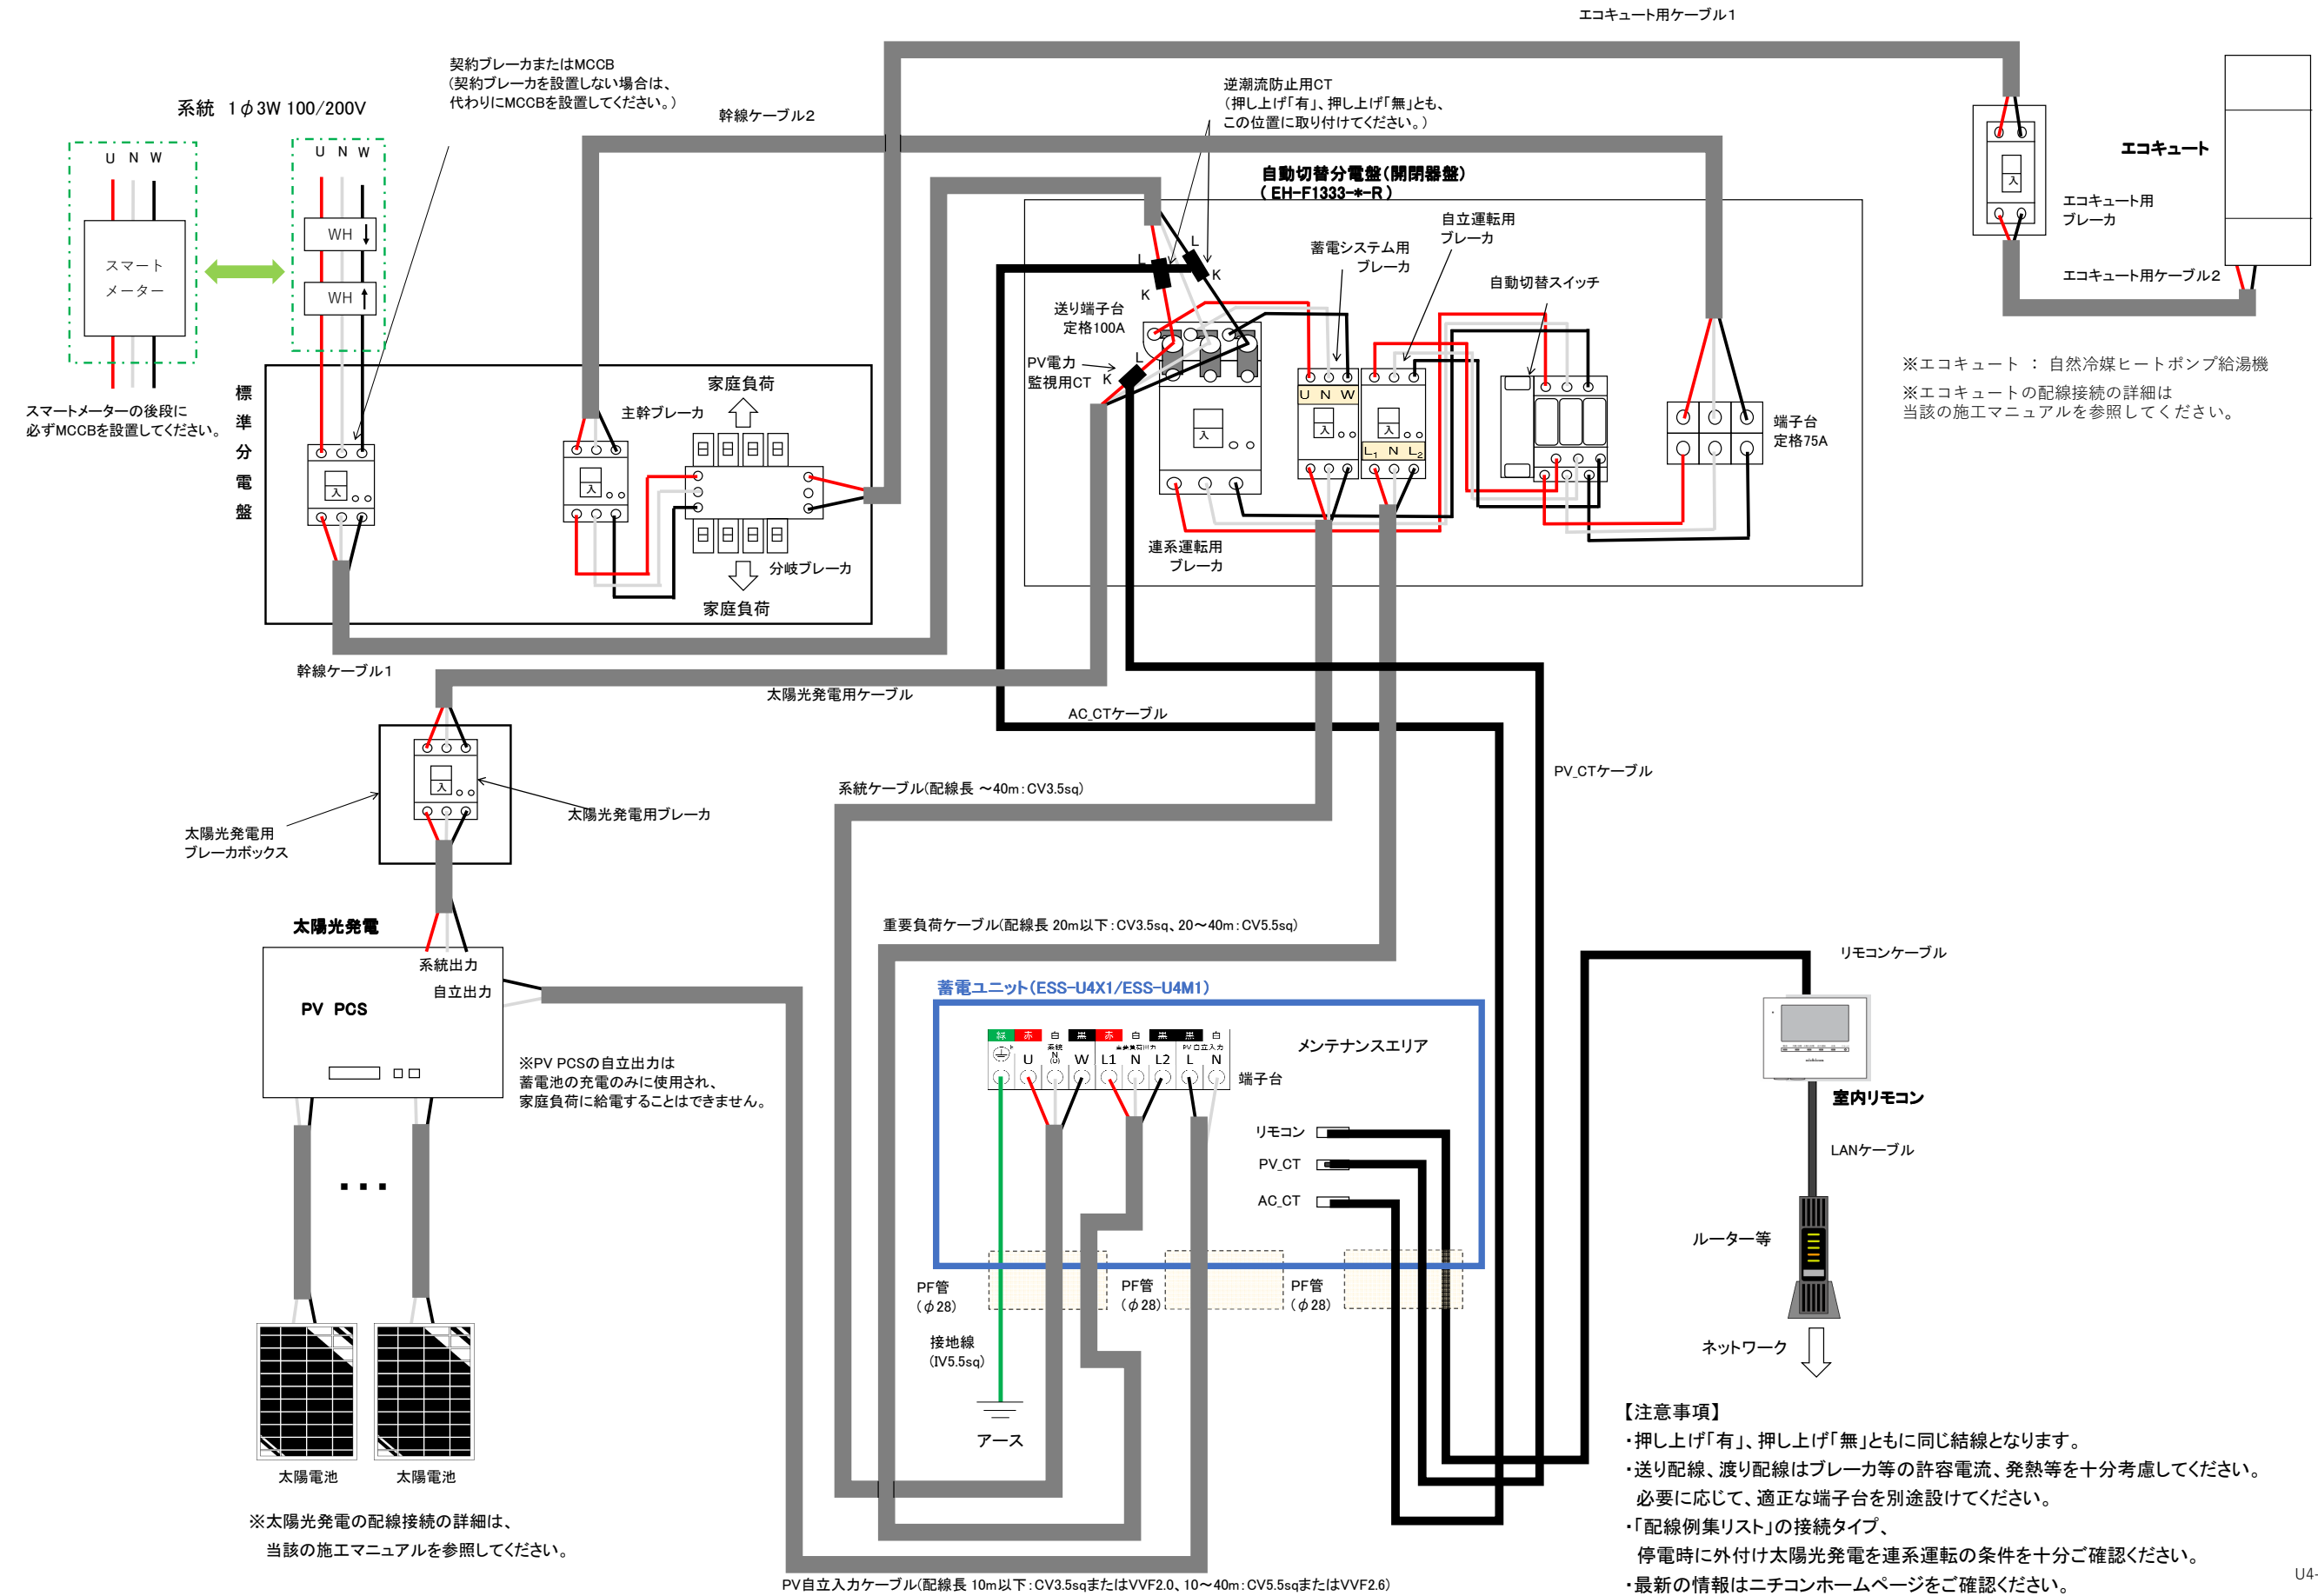 エコキュート用ケーブル1
契約ブレーカまたはMCCB
(契約ブレーカを設置しない場合は、
代わりにMCCBを設置してください。)
系統 1φ3W 100/200V
幹線ケーブル2
逆潮流防止用CT
(押し上げ「有」、押し上げ「無」とも、
この位置に取り付けてください。)
U N W
U N W
スマート
メーター
WH
WH
スマートメーターの後段に
必ずMCCBを設置してください。
自動切替分電盤(開閉器盤)
(EH-F1333-*-R)
エコキュート
入
エコキュート用
ブレーカ
エコキュート用ケーブル2
※エコキュート : 自然冷媒ヒートポンプ給湯機
※エコキュートの配線接続の詳細は
当該の施工マニュアルを参照してください。
自立運転用
ブレーカ
蓄電システム用
ブレーカ
自動切替スイッチ
L
L
K
K
送り端子台
定格100A
PV電力
監視用CT
L
K
入
U N W
入
入
L1 N L2
端子台
定格75A
連系運転用
ブレーカ
標準分電盤
主幹ブレーカ
家庭負荷
入
入
分岐ブレーカ
家庭負荷
幹線ケーブル1
太陽光発電用ケーブル
AC_CTケーブル
PV_CTケーブル
系統ケーブル(配線長 ~40m:CV3.5sq)
入
太陽光発電用ブレーカ
太陽光発電用
ブレーカボックス
重要負荷ケーブル(配線長 20m以下:CV3.5sq、20~40m:CV5.5sq)
太陽光発電
系統出力
自立出力
PV PCS
※PV PCSの自立出力は
蓄電池の充電のみに使用され、
家庭負荷に給電することはできません。
蓄電ユニット(ESS-U4X1/ESS-U4M1)
緑 赤 白 黒 赤 白 黒 黒 白
系統 PV自立入力
U N W L1 N L2 L N
(O)
端子台
メンテナンスエリア
リモコン
PV_CT
AC_CT
PF管
(φ28)
PF管
(φ28)
PF管
(φ28)
接地線
(IV5.5sq)
アース
リモコンケーブル
室内リモコン
LANケーブル
ルーター等
ネットワーク
太陽電池
太陽電池
※太陽光発電の配線接続の詳細は、
当該の施工マニュアルを参照してください。
PV自立入力ケーブル(配線長 10m以下:CV3.5sqまたはVVF2.0、10~40m:CV5.5sqまたはVVF2.6)
【注意事項】
・押し上げ「有」、押し上げ「無」ともに同じ結線となります。
・送り配線、渡り配線はブレーカ等の許容電流、発熱等を十分考慮してください。
必要に応じて、適正な端子台を別途設けてください。
・「配線例集リスト」の接続タイプ、
停電時に外付け太陽光発電を連系運転の条件を十分ご確認ください。
・最新の情報はニチコンホームページをご確認ください。
U4-